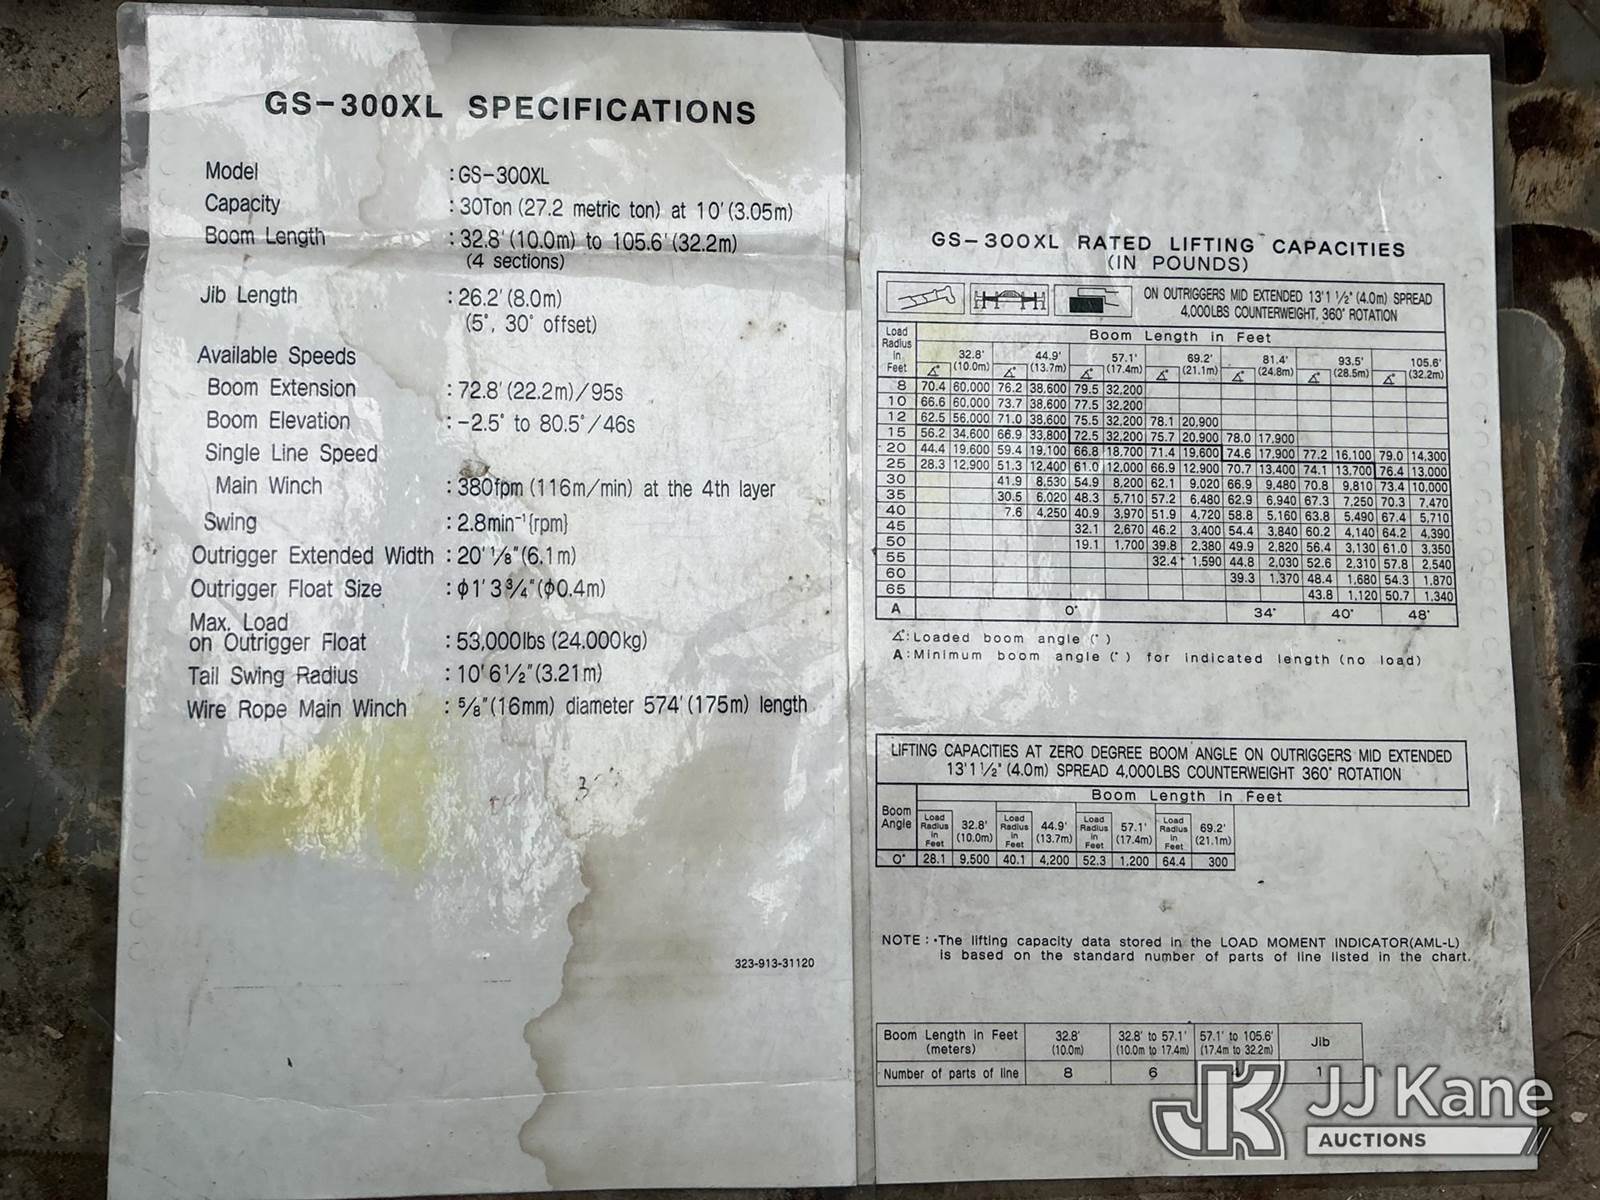 GS-300XL SPECIFICATIONS
Model : GS-300XL
Capacity : 30Ton (27.2 metric ton) at 10' (3.05m)
Boom Length : 32.8' (10.0m) to 105.6' (32.2m)
(4 sections)
Jib Length : 26.2' (8.0m)
(5°, 30° offset)
Available Speeds
Boom Extension : 72.8' (22.2m)/95s
Boom Elevation : -2.5° to 80.5°/46s
Single Line Speed
Main Winch : 380fpm (116m/min) at the 4th layer
Swing : 2.8min⁻¹{rpm}
Outrigger Extended Width : 20' 1/8" (6.1m)
Outrigger Float Size : φ1' 3 3/4" (φ0.4m)
Max. Load
on Outrigger Float : 53,000lbs (24.000kg)
Tail Swing Radius : 10' 6 1/2" (3.21m)
Wire Rope Main Winch : 5/8" (16mm) diameter 574' (175m) length
323-913-31120
GS-300XL RATED LIFTING CAPACITIES
(IN POUNDS)
ON OUTRIGGERS MID EXTENDED 13'1 1/2" (4.0m) SPREAD
4,000LBS COUNTERWEIGHT, 360° ROTATION
Load Radius in Feet Boom Length in Feet
∡° 32.8' (10.0m) ∡° 44.9' (13.7m) ∡° 57.1' (17.4m) ∡° 69.2' (21.1m) ∡° 81.4' (24.8m) ∡° 93.5' (28.5m) ∡° 105.6' (32.2m)
8 70.4 60,000 76.2 38,600 79.5 32,200
10 66.6 60,000 73.7 38,600 77.5 32,200
12 62.5 56,000 71.0 38,600 75.5 32,200 78.1 20,900
15 56.2 34,600 66.9 33,800 72.5 32,200 75.7 20,900 78.0 17,900
20 44.4 19,600 59.4 19,100 66.8 18,700 71.4 19,600 74.6 17,900 77.2 16,100 79.0 14,300
25 28.3 12,900 51.3 12,400 61.0 12,000 66.9 12,900 70.7 13,400 74.1 13,700 76.4 13,000
30 41.9 8,530 54.9 8,200 62.1 9,020 66.9 9,480 70.8 9,810 73.4 10,000
35 30.5 6,020 48.3 5,710 57.2 6,480 62.9 6,940 67.3 7,250 70.3 7,470
40 7.6 4,250 40.9 3,970 51.9 4,720 58.8 5,160 63.8 5,490 67.4 5,710
45 32.1 2,670 46.2 3,400 54.4 3,840 60.2 4,140 64.2 4,390
50 19.1 1,700 39.8 2,380 49.9 2,820 56.4 3,130 61.0 3,350
55 32.4 1,590 44.8 2,030 52.6 2,310 57.8 2,540
60 39.3 1,370 48.4 1,680 54.3 1,870
65 43.8 1,120 50.7 1,340
A 0° 34° 40° 48°
∡: Loaded boom angle (°)
A: Minimum boom angle (°) for indicated length (no load)
LIFTING CAPACITIES AT ZERO DEGREE BOOM ANGLE ON OUTRIGGERS MID EXTENDED
13'1 1/2" (4.0m) SPREAD 4,000LBS COUNTERWEIGHT 360° ROTATION
Boom Angle Boom Length in Feet
Load Radius in Feet 32.8' (10.0m) Load Radius in Feet 44.9' (13.7m) Load Radius in Feet 57.1' (17.4m) Load Radius in Feet 69.2' (21.1m)
0° 28.1 9,500 40.1 4,200 52.3 1,200 64.4 300
NOTE : •The lifting capacity data stored in the LOAD MOMENT INDICATOR(AML-L)
is based on the standard number of parts of line listed in the chart.
Boom Length in Feet (meters) 32.8' (10.0m) 32.8' to 57.1' (10.0m to 17.4m) 57.1' to 105.6' (17.4m to 32.2m) Jib
Number of parts of line 8 6 4 1
JK JJ Kane
AUCTIONS